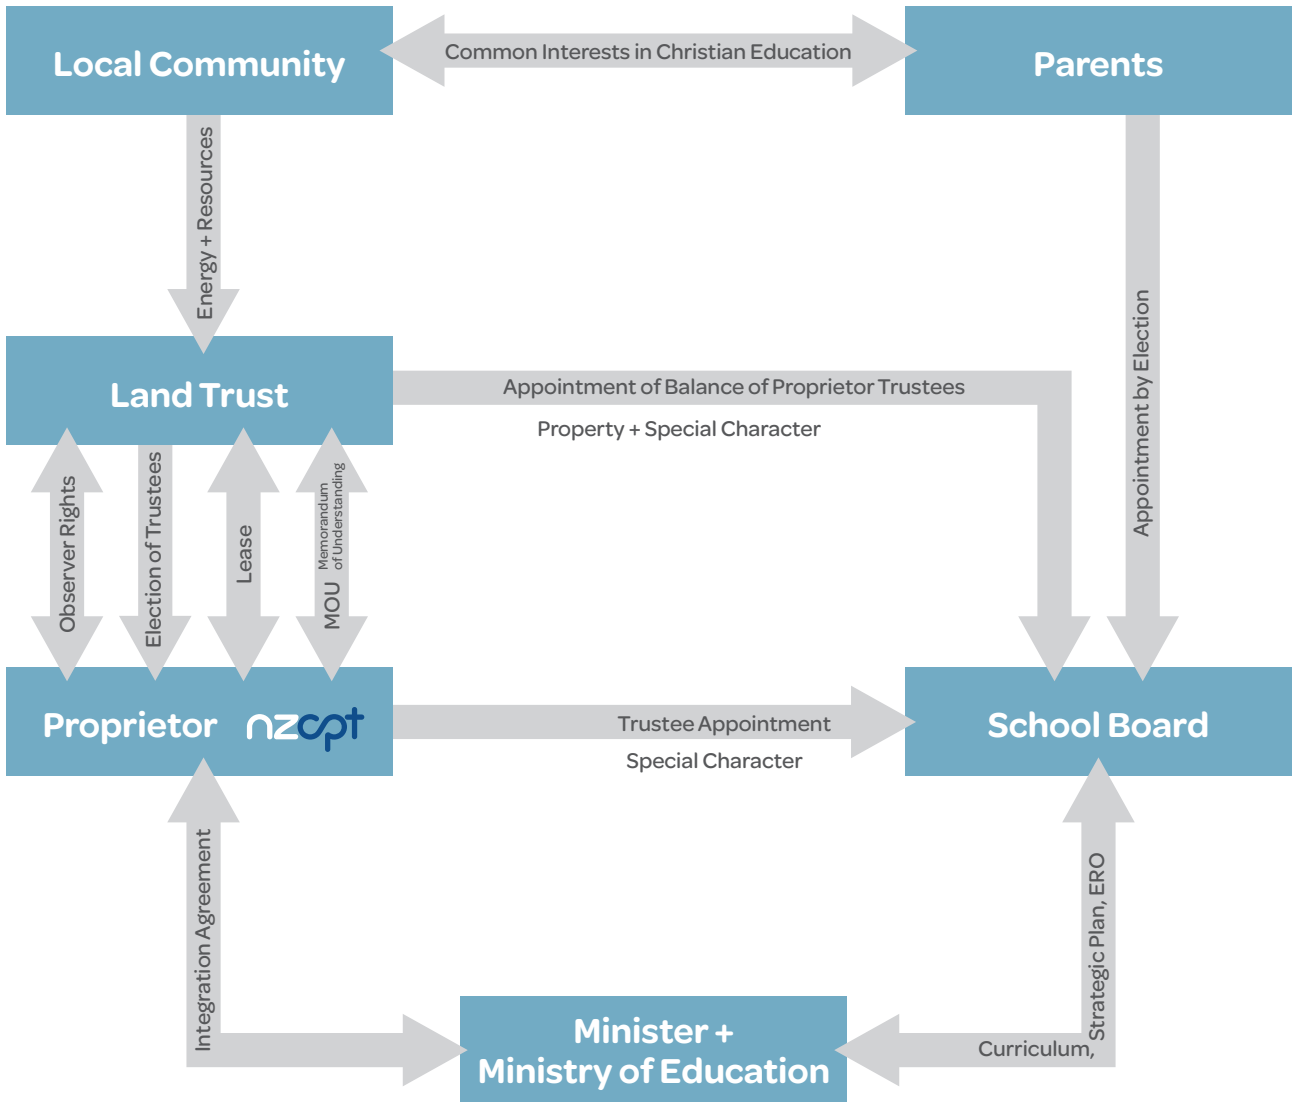 Local Community
Common Interests in Christian Education
Parents
Energy + Resources
Land Trust
Appointment of Balance of Proprietor Trustees
Property + Special Character
Appointment by Election
Observer Rights
Election of Trustees
Lease
MOU
Memorandum
of Understanding
Proprietor nzcpt
Trustee Appointment
Special Character
School Board
Integration Agreement
Minister +
Ministry of Education
Curriculum,
Strategic Plan, ERO